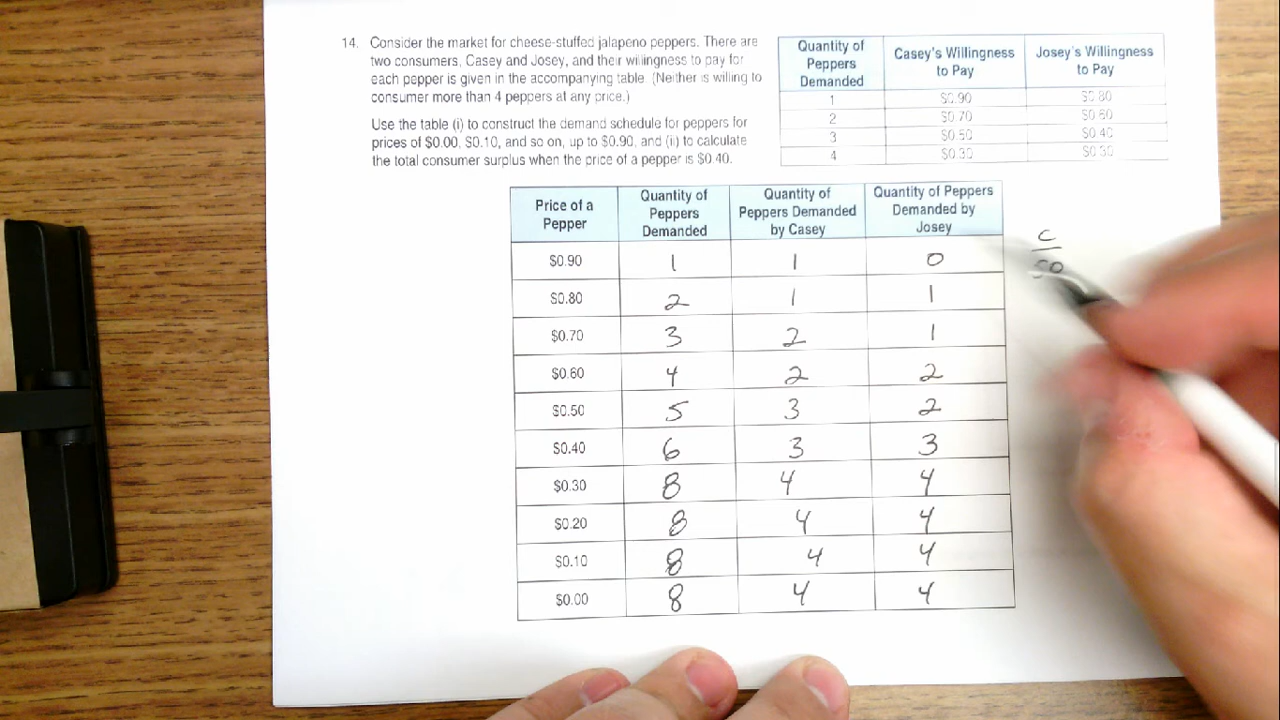 14. Consider the market for cheese-stuffed jalapeno peppers. There are
two consumers, Casey and Josey, and their willingness to pay for
each pepper is given in the accompanying table. (Neither is willing to
consumer more than 4 peppers at any price.)
Use the table (i) to construct the demand schedule for peppers for
prices of $0.00, $0.10, and so on, up to $0.90, and (ii) to calculate
the total consumer surplus when the price of a pepper is $0.40.
Quantity of Peppers Demanded Casey's Willingness to Pay Josey's Willingness to Pay
1 $0.90 $0.80
2 $0.70 $0.60
3 $0.50 $0.40
4 $0.30 $0.30
Price of a Pepper Quantity of Peppers Demanded Quantity of Peppers Demanded by Casey Quantity of Peppers Demanded by Josey
$0.90 1 1 0
$0.80 2 1 1
$0.70 3 2 1
$0.60 4 2 2
$0.50 5 3 2
$0.40 6 3 3
$0.30 8 4 4
$0.20 8 4 4
$0.10 8 4 4
$0.00 8 4 4
C